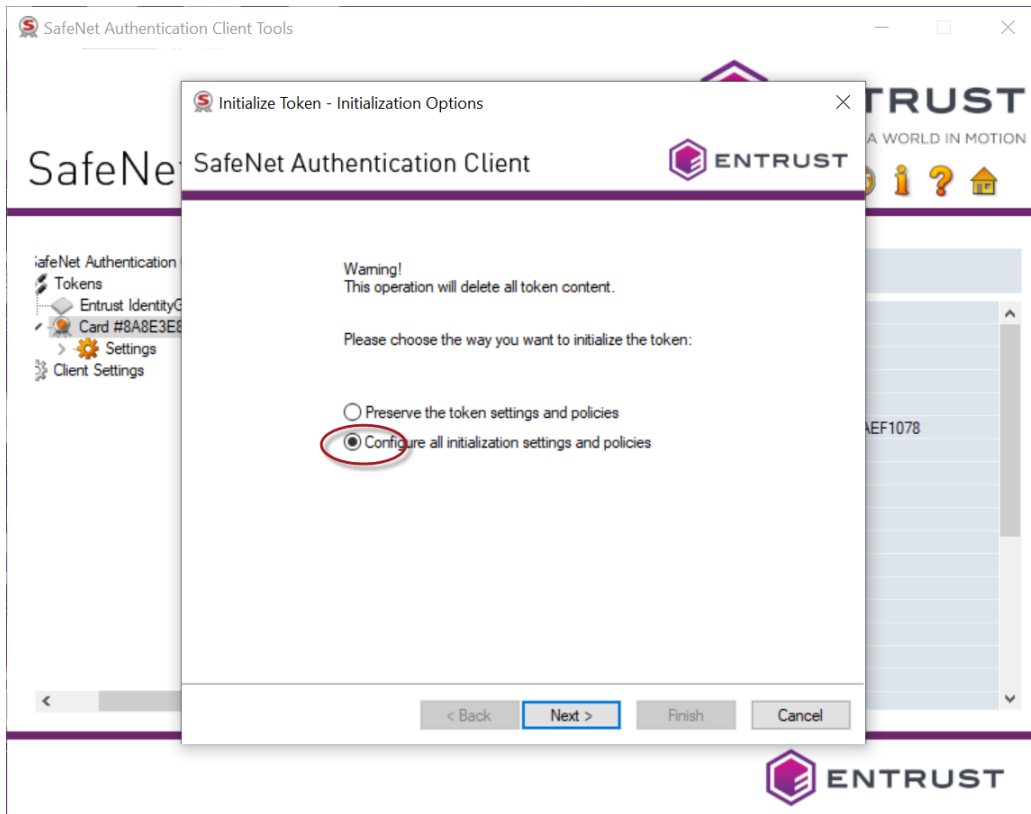 SafeNet Authentication Client Tools
Initialize Token - Initialization Options
TRUST
A WORLD IN MOTION
SafeNe
SafeNet Authentication Client
ENTRUST
SafeNet Authentication
Tokens
Entrust IdentityG
Card #8A8E3E8
Settings
Client Settings
Warning!
This operation will delete all token content.
Please choose the way you want to initialize the token:
Preserve the token settings and policies
Configure all initialization settings and policies
AEF1078
< Back
Next >
Finish
Cancel
ENTRUST